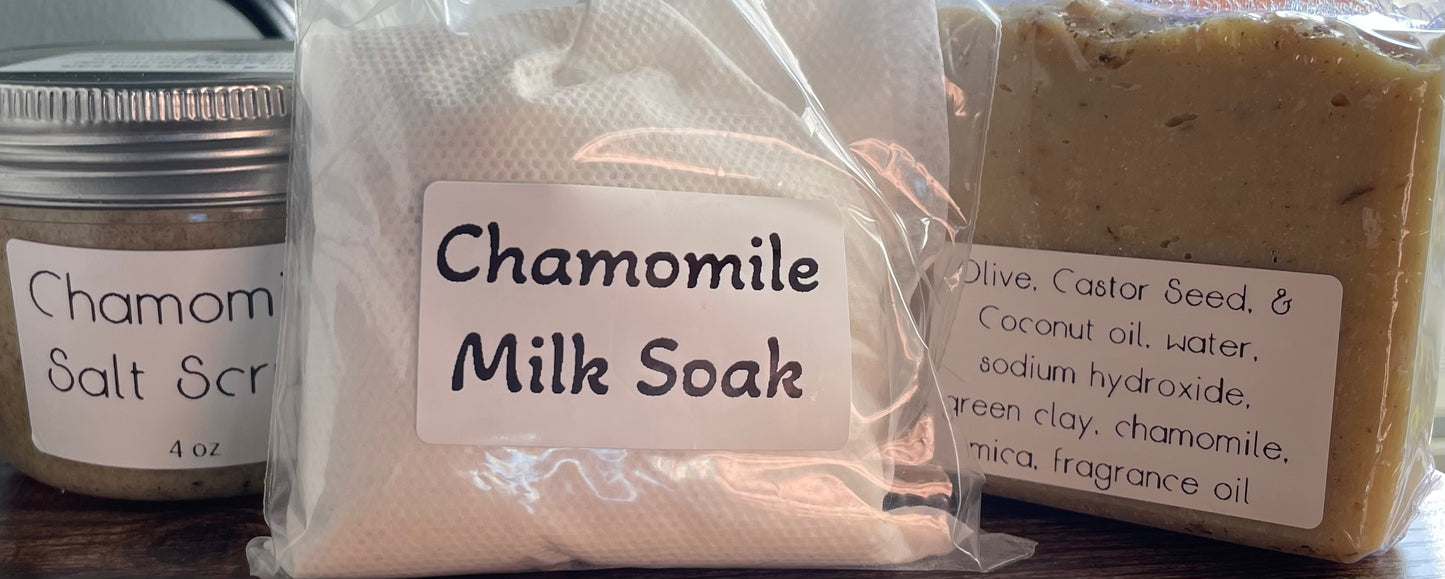 Chamom
Salt Scr
4 oz
Chamomile
Milk Soak
Olive, Castor Seed, &
Coconut oil, water,
sodium hydroxide,
green clay, chamomile,
mica, fragrance oil